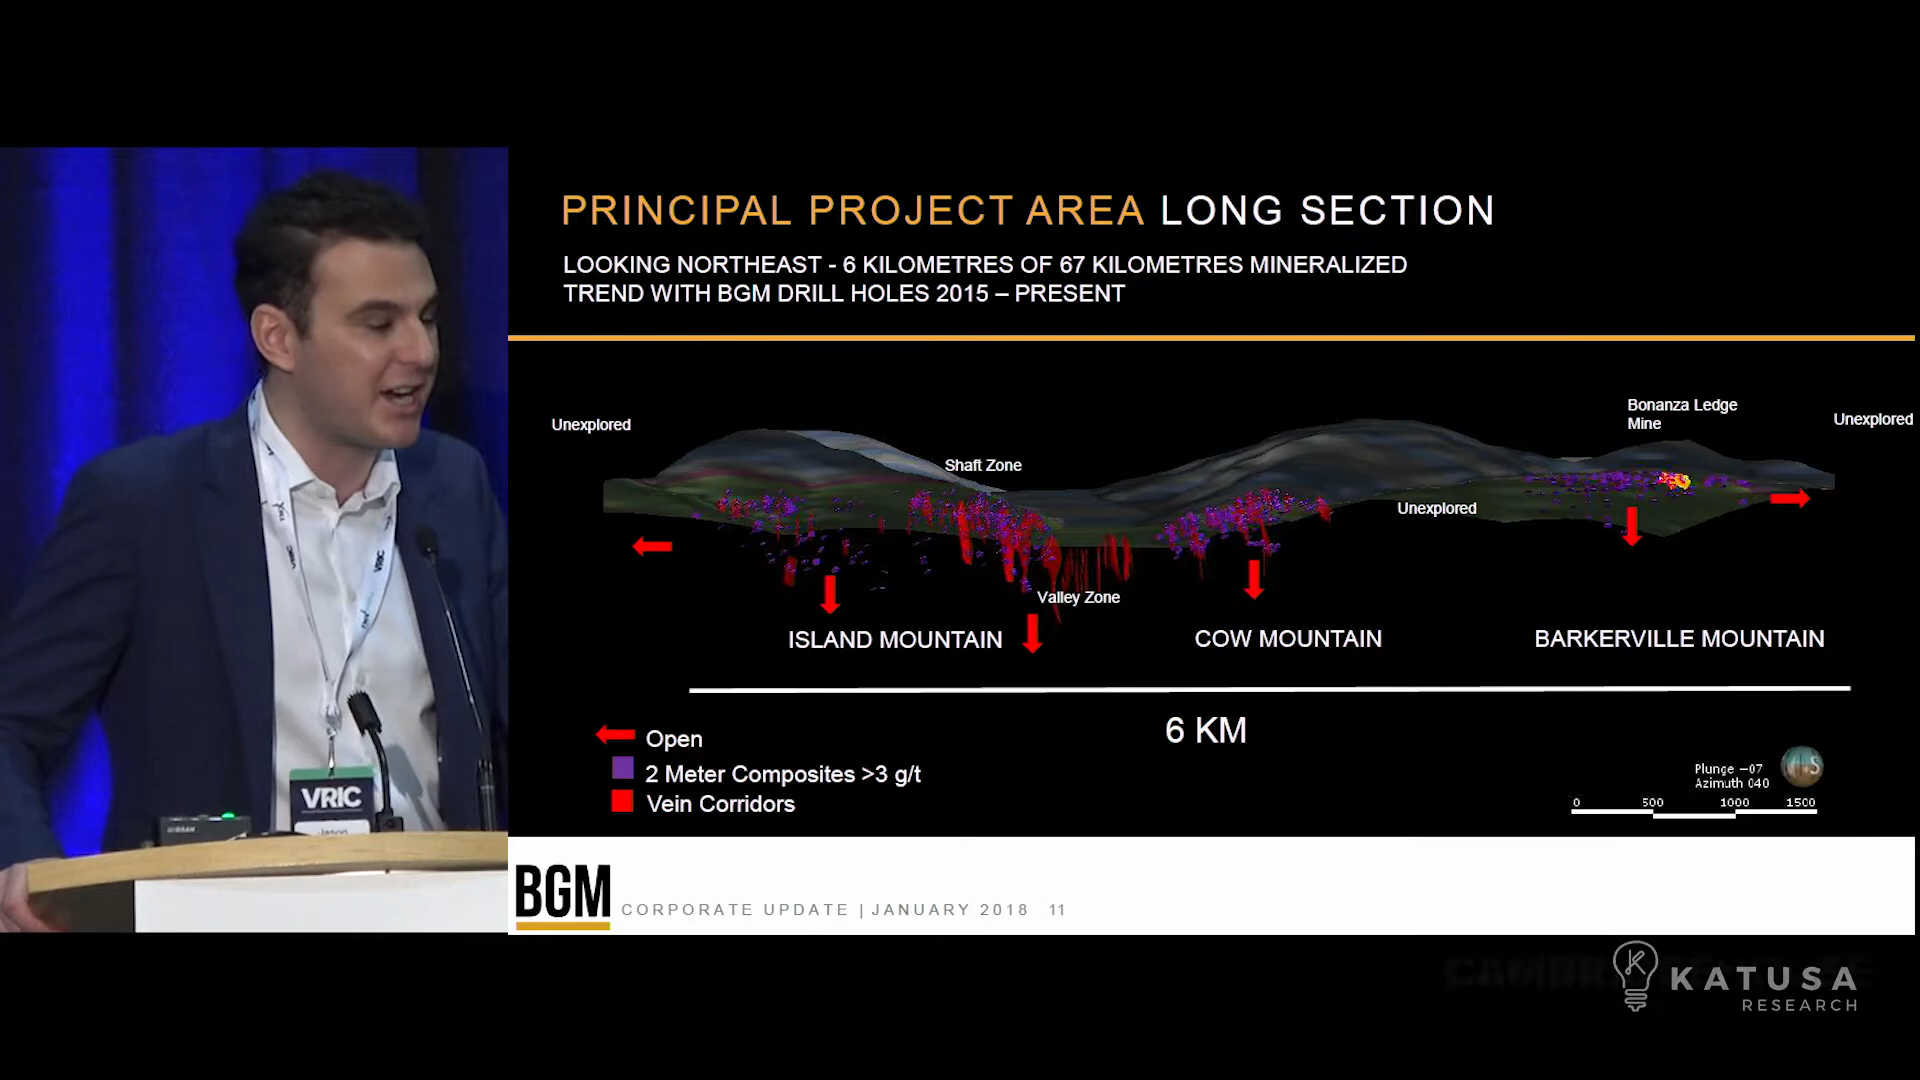 PRINCIPAL PROJECT AREA LONG SECTION
LOOKING NORTHEAST - 6 KILOMETRES OF 67 KILOMETRES MINERALIZED
TREND WITH BGM DRILL HOLES 2015 – PRESENT
Unexplored
Shaft Zone
Bonanza Ledge
Mine
Unexplored
Unexplored
Valley Zone
ISLAND MOUNTAIN
COW MOUNTAIN
BARKERVILLE MOUNTAIN
6 KM
Open
2 Meter Composites >3 g/t
Vein Corridors
Plunge −07
Azimuth 040
0 500 1000 1500
VRIC
VRIC
VRIC
BGM CORPORATE UPDATE | JANUARY 2018 11
KATUSA
RESEARCH